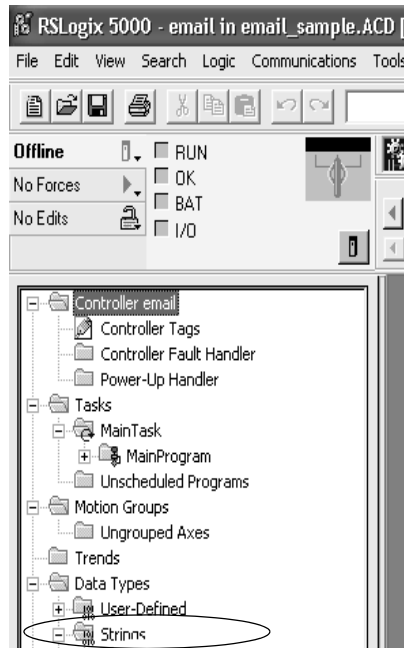 RSLogix 5000 - email in email_sample.ACD [
File Edit View Search Logic Communications Tools
Offline
RUN
No Forces
OK
No Edits
BAT
I/O
Controller email
Controller Tags
Controller Fault Handler
Power-Up Handler
Tasks
MainTask
MainProgram
Unscheduled Programs
Motion Groups
Ungrouped Axes
Trends
Data Types
User-Defined
Strings